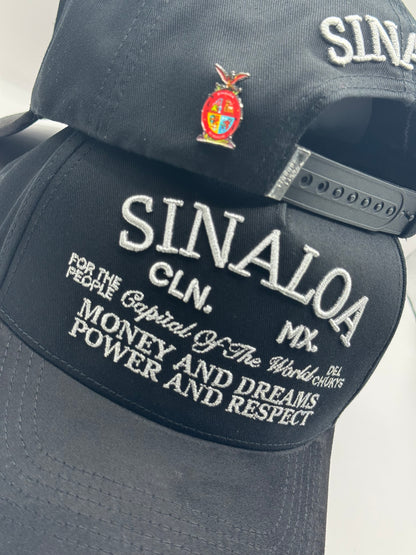 SINA
SINALOA
CLN. MX.
FOR THE
PEOPLE
Capital Of The World
DEL
CHUKYS
MONEY AND DREAMS
POWER AND RESPECT